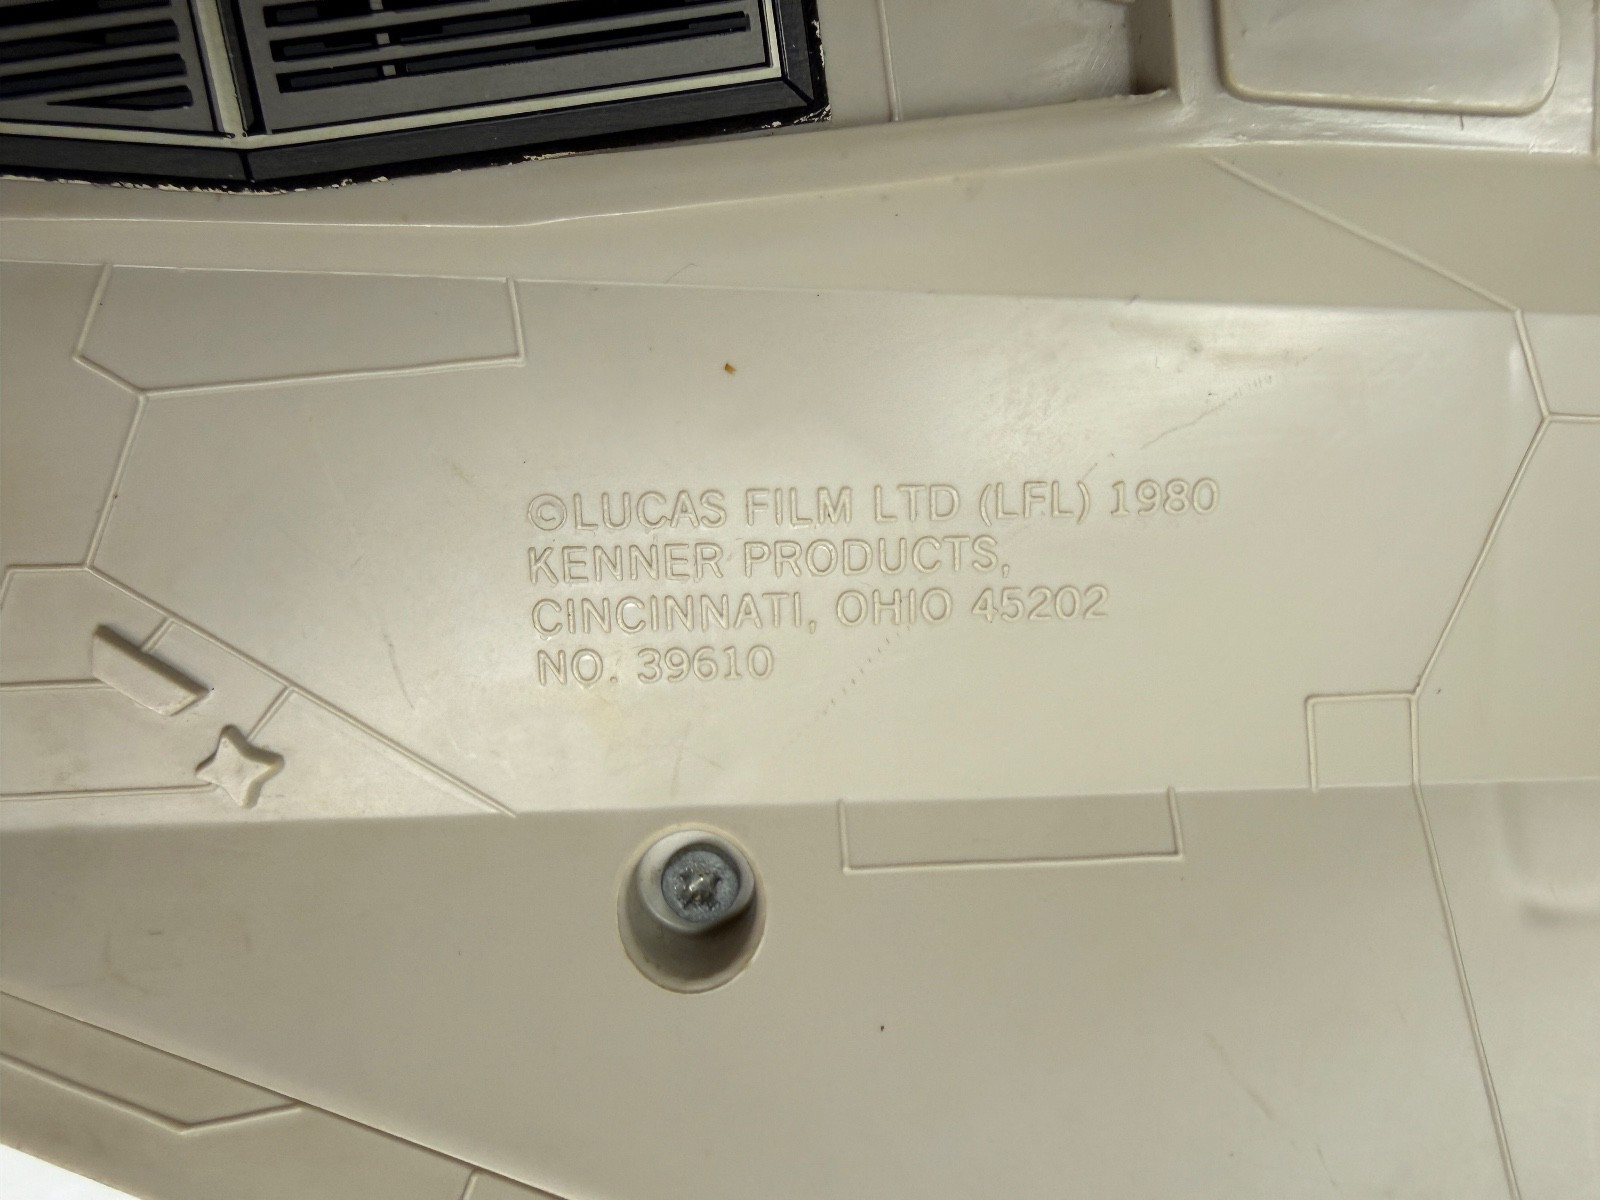 ©LUCAS FILM LTD (LFL) 1980
KENNER PRODUCTS,
CINCINNATI, OHIO 45202
NO. 39610